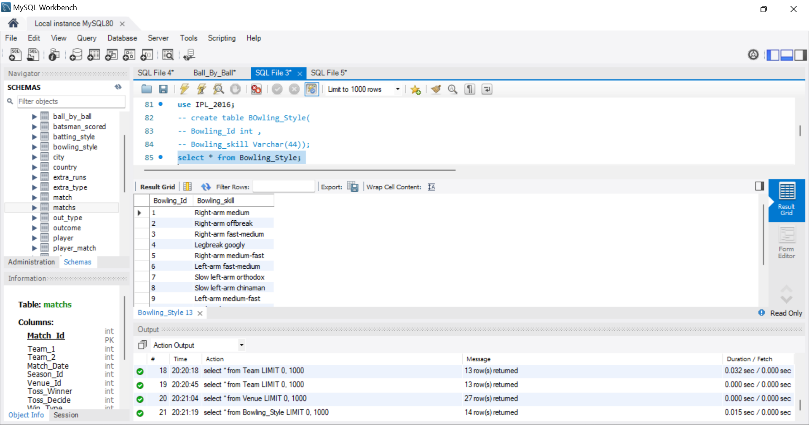 MySQL Workbench
Local instance MySQL80
File Edit View Query Database Server Tools Scripting Help
Navigator
SCHEMAS
Filter objects
ball_by_ball
batsman_scored
batting_style
bowling_style
city
country
extra_runs
extra_type
match
matchs
out_type
outcome
player
player_match
Administration Schemas
Information
Table: matchs
Columns:
Match_Id int PK
Team_1 int
Team_2 int
Match_Date int
Season_Id int
Venue_Id int
Toss_Winner int
Toss_Decide int
Win_Type int
Object Info Session
SQL File 4* Ball_By_Ball* SQL File 3* SQL File 5*
Limit to 1000 rows
81 use IPL_2016;
82 -- create table BOwling_Style(
83 -- Bowling_Id int ,
84 -- Bowling_skill Varchar(44));
85 select * from Bowling_Style;
Result Grid Filter Rows: Export: Wrap Cell Content:
Bowling_Id Bowling_skill
1 Right-arm medium
2 Right-arm offbreak
3 Right-arm fast-medium
4 Legbreak googly
5 Right-arm medium-fast
6 Left-arm fast-medium
7 Slow left-arm orthodox
8 Slow left-arm chinaman
9 Left-arm medium-fast
Result Grid
Form Editor
Bowling_Style 13
Read Only
Output
Action Output
# Time Action Message Duration / Fetch
18 20:20:18 select * from Team LIMIT 0, 1000 13 row(s) returned 0.032 sec / 0.000 sec
19 20:20:45 select * from Team LIMIT 0, 1000 13 row(s) returned 0.000 sec / 0.000 sec
20 20:21:04 select * from Venue LIMIT 0, 1000 27 row(s) returned 0.000 sec / 0.000 sec
21 20:21:19 select * from Bowling_Style LIMIT 0, 1000 14 row(s) returned 0.015 sec / 0.000 sec